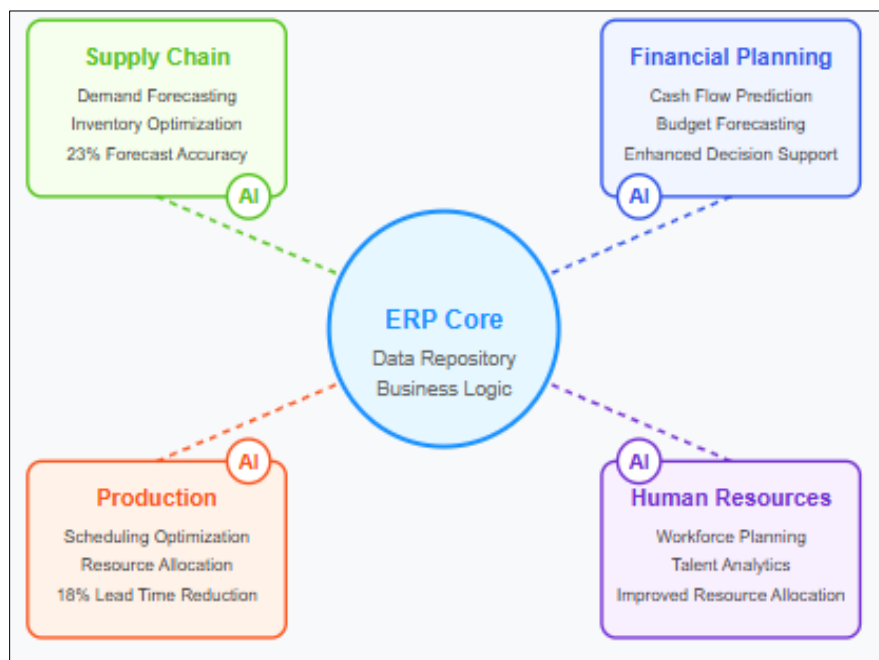 Supply Chain
Demand Forecasting
Inventory Optimization
23% Forecast Accuracy
AI
Financial Planning
Cash Flow Prediction
Budget Forecasting
Enhanced Decision Support
AI
ERP Core
Data Repository
Business Logic
AI
Production
Scheduling Optimization
Resource Allocation
18% Lead Time Reduction
AI
Human Resources
Workforce Planning
Talent Analytics
Improved Resource Allocation